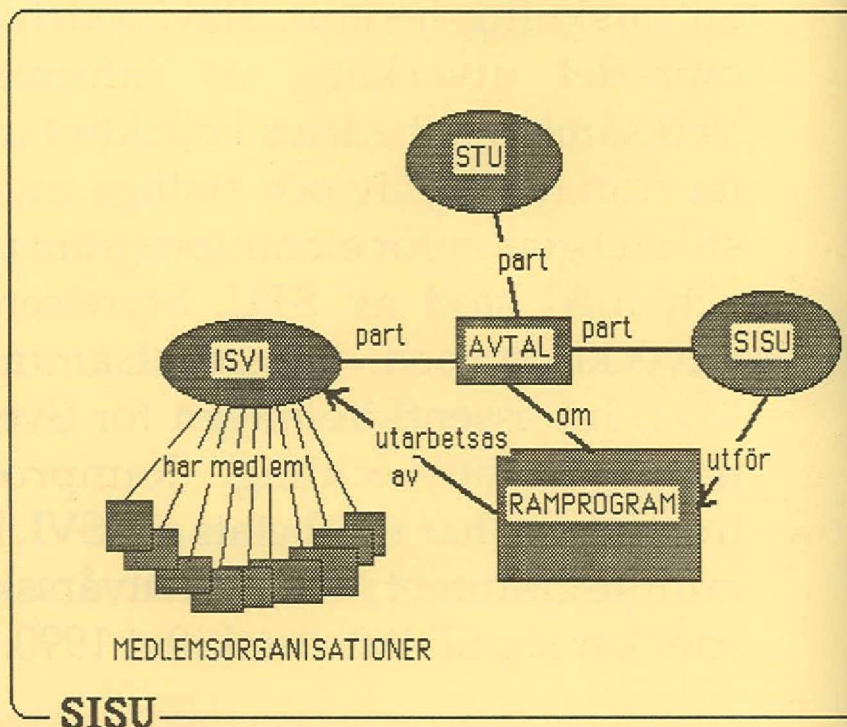 STU
part
ISVI
part
AVTAL
part
SISU
har medlem
utarbetsas
av
om
utför
RAMPROGRAM
MEDLEMSORGANISATIONER
SISU